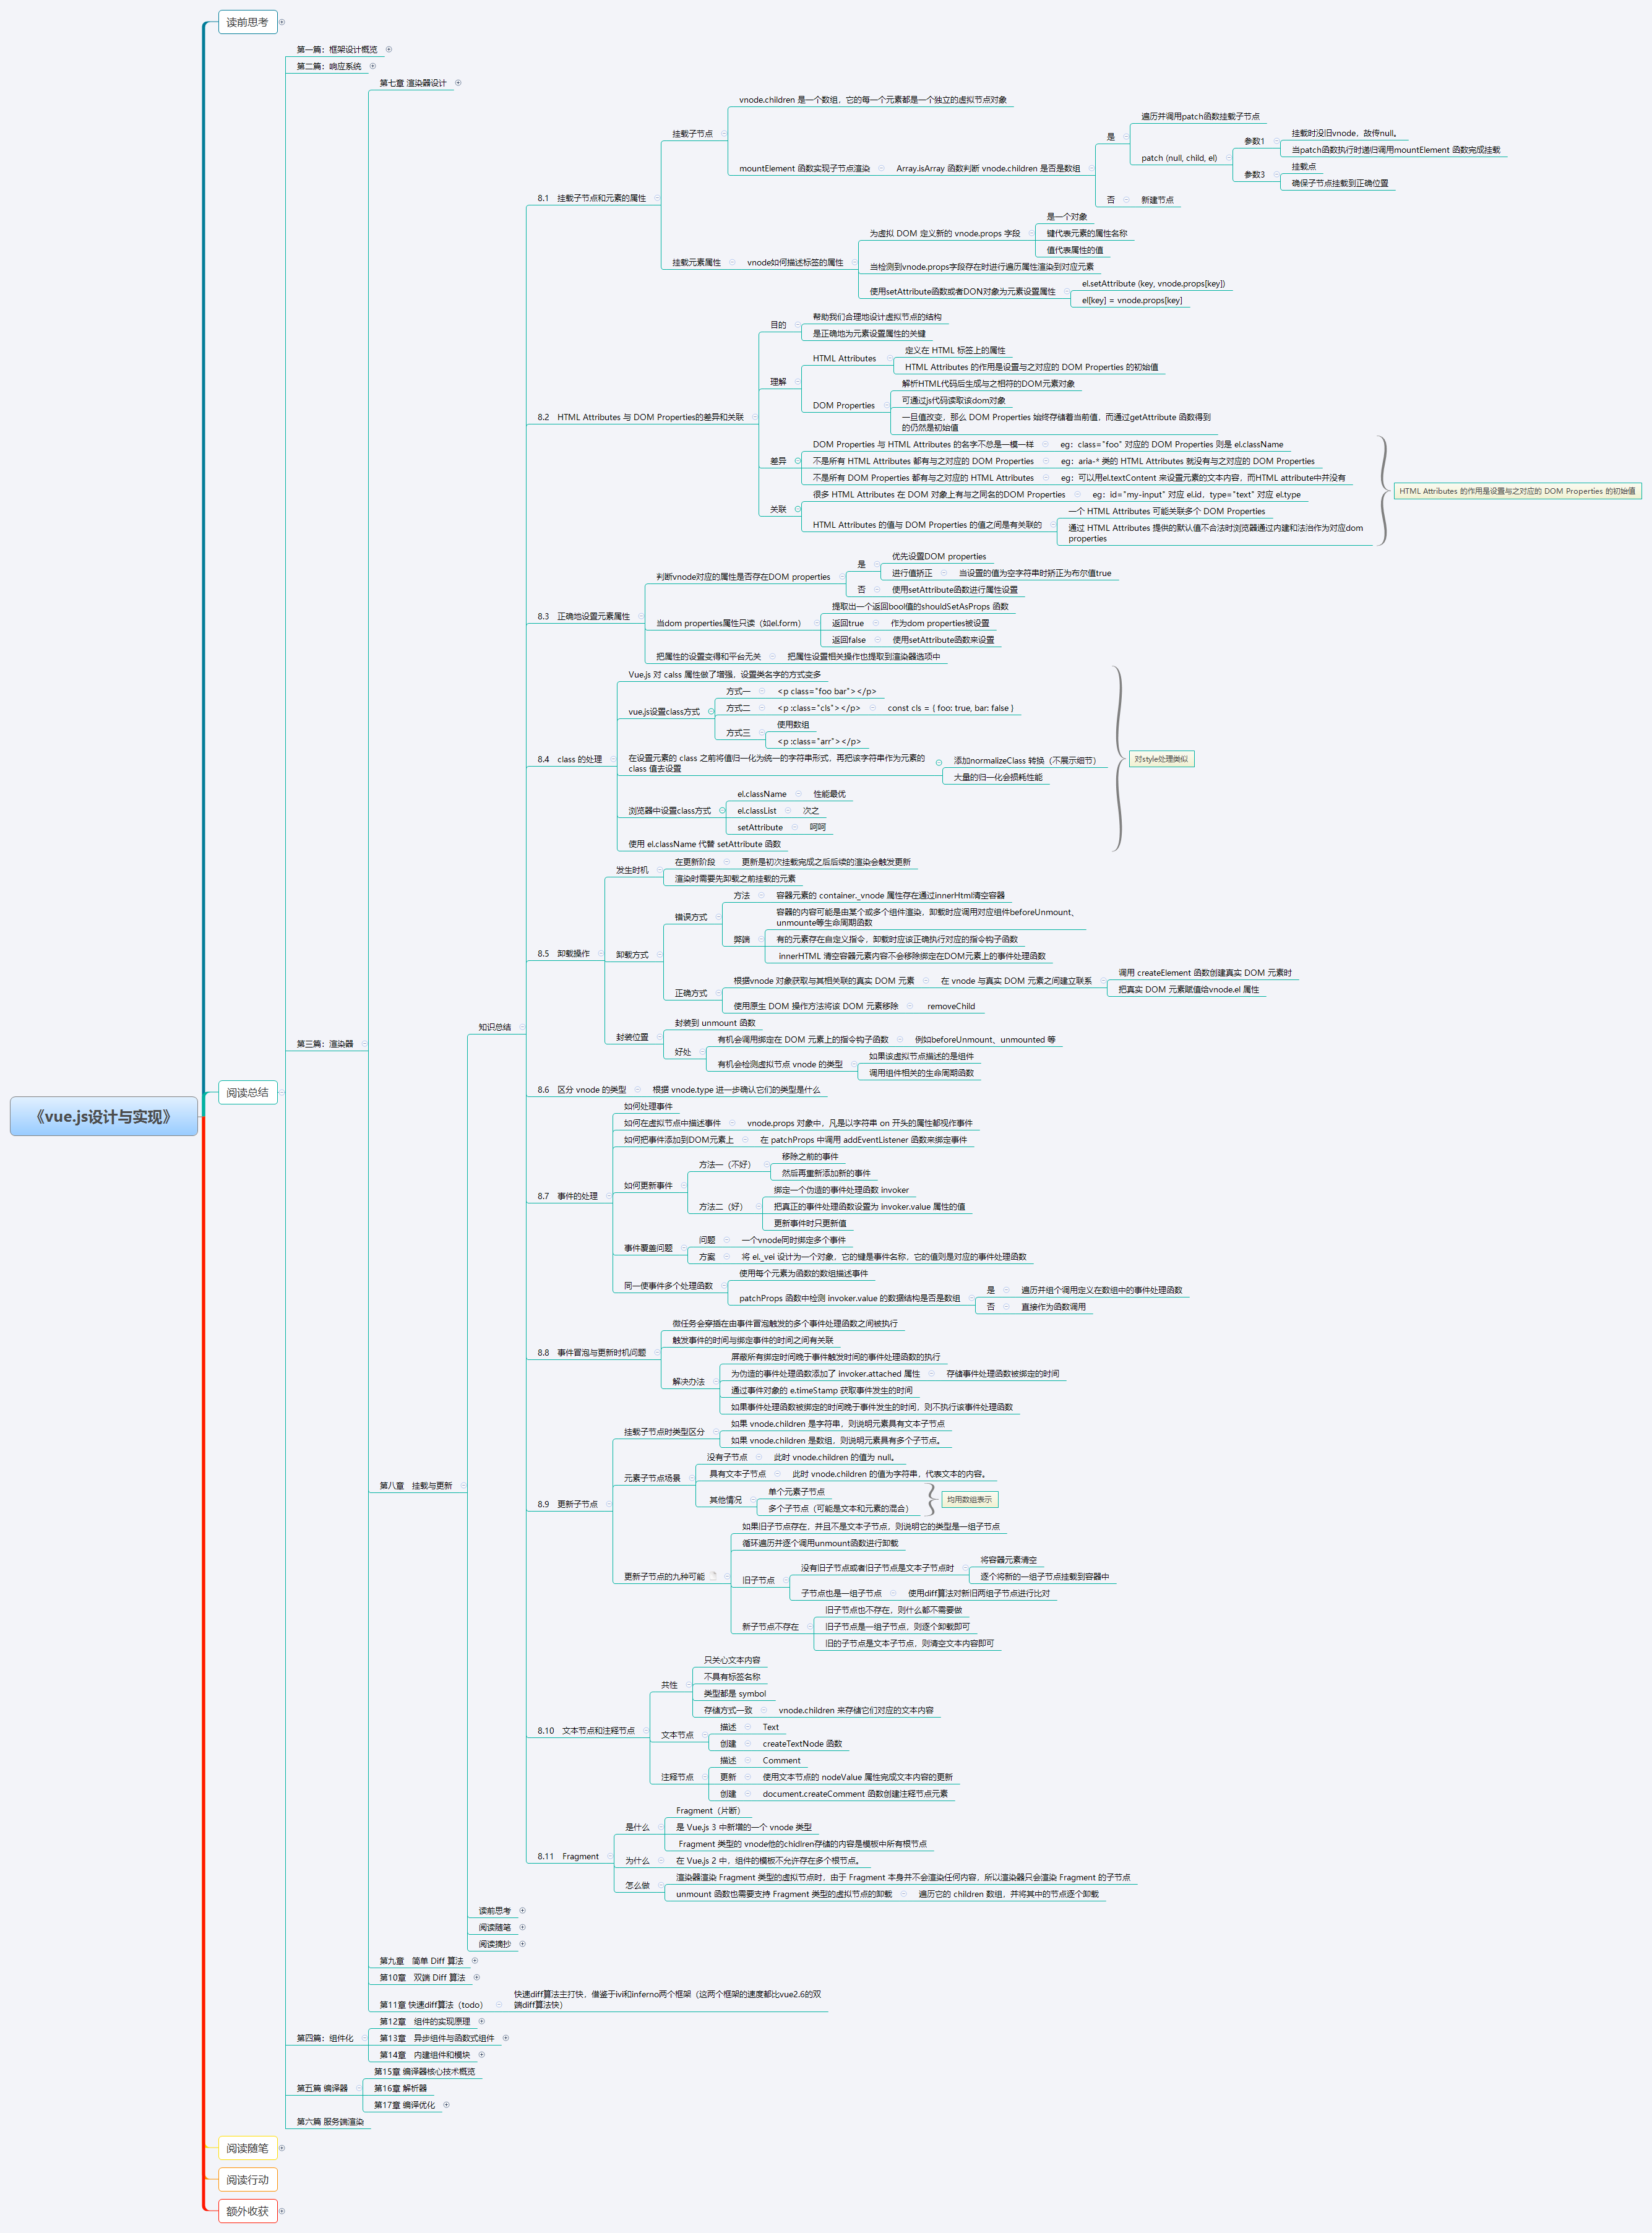 《vue.js设计与实现》
读前思考
阅读总结
第一篇：框架设计概览
第二篇：响应系统
第三篇：渲染器
第七章 渲染器设计
第八章 挂载与更新
知识总结
8.1 挂载子节点和元素的属性
挂载子节点
vnode.children 是一个数组，它的每一个元素都是一个独立的虚拟节点对象
mountElement 函数实现子节点渲染
Array.isArray 函数判断 vnode.children 是否是数组
是
遍历并调用patch函数挂载子节点
patch (null, child, el)
参数1
挂载时没旧vnode，故传null。
当patch函数执行时递归调用mountElement 函数完成挂载
参数3
挂载点
确保子节点挂载到正确位置
否
新建节点
挂载元素属性
vnode如何描述标签的属性
为虚拟 DOM 定义新的 vnode.props 字段
是一个对象
键代表元素的属性名称
值代表属性的值
当检测到vnode.props字段存在时进行遍历属性渲染到对应元素
使用setAttribute函数或者DON对象为元素设置属性
el.setAttribute (key, vnode.props[key])
el[key] = vnode.props[key]
8.2 HTML Attributes 与 DOM Properties的差异和关联
目的
帮助我们合理地设计虚拟节点的结构
是正确地为元素设置属性的关键
理解
HTML Attributes
定义在 HTML 标签上的属性
HTML Attributes 的作用是设置与之对应的 DOM Properties 的初始值
DOM Properties
解析HTML代码后生成与之相符的DOM元素对象
可通过js代码读取该dom对象
一旦值改变，那么 DOM Properties 始终存储着当前值，而通过getAttribute 函数得到
的仍然是初始值
差异
DOM Properties 与 HTML Attributes 的名字不总是一模一样
eg：class="foo" 对应的 DOM Properties 则是 el.className
不是所有 HTML Attributes 都有与之对应的 DOM Properties
eg：aria-* 类的 HTML Attributes 就没有与之对应的 DOM Properties
不是所有 DOM Properties 都有与之对应的 HTML Attributes
eg：可以用el.textContent 来设置元素的文本内容，而HTML attribute中并没有
关联
很多 HTML Attributes 在 DOM 对象上有与之同名的DOM Properties
eg：id="my-input" 对应 el.id，type="text" 对应 el.type
HTML Attributes 的值与 DOM Properties 的值之间是有关联的
一个 HTML Attributes 可能关联多个 DOM Properties
通过 HTML Attributes 提供的默认值不合法时浏览器通过内建和法治作为对应dom
properties
HTML Attributes 的作用是设置与之对应的 DOM Properties 的初始值
8.3 正确地设置元素属性
判断vnode对应的属性是否存在DOM properties
是
优先设置DOM properties
进行值矫正
当设置的值为空字符串时矫正为布尔值true
否
使用setAttribute函数进行属性设置
当dom properties属性只读（如el.form）
提取出一个返回bool值的shouldSetAsProps 函数
返回true
作为dom properties被设置
返回false
使用setAttribute函数来设置
把属性的设置变得和平台无关
把属性设置相关操作也提取到渲染器选项中
8.4 class 的处理
Vue.js 对 calss 属性做了增强，设置类名字的方式变多
vue.js设置class方式
方式一
<p class="foo bar"></p>
方式二
<p :class="cls"></p>
const cls = { foo: true, bar: false }
方式三
使用数组
<p :class="arr"></p>
在设置元素的 class 之前将值归一化为统一的字符串形式，再把该字符串作为元素的
class 值去设置
添加normalizeClass 转换（不展示细节）
大量的归一化会损耗性能
浏览器中设置class方式
el.className
性能最优
el.classList
次之
setAttribute
呵呵
使用 el.className 代替 setAttribute 函数
对style处理类似
8.5 卸载操作
发生时机
在更新阶段
更新是初次挂载完成之后后续的渲染会触发更新
渲染时需要先卸载之前挂载的元素
卸载方式
错误方式
方法
容器元素的 container._vnode 属性存在通过innerHtml清空容器
弊端
容器的内容可能是由某个或多个组件渲染，卸载时应调用对应组件beforeUnmount、
unmounte等生命周期函数
有的元素存在自定义指令，卸载时应该正确执行对应的指令钩子函数
innerHTML 清空容器元素内容不会移除绑定在DOM元素上的事件处理函数
正确方式
根据vnode 对象获取与其相关联的真实 DOM 元素
在 vnode 与真实 DOM 元素之间建立联系
调用 createElement 函数创建真实 DOM 元素时
把真实 DOM 元素赋值给vnode.el 属性
使用原生 DOM 操作方法将该 DOM 元素移除
removeChild
封装位置
封装到 unmount 函数
好处
有机会调用绑定在 DOM 元素上的指令钩子函数
例如beforeUnmount、unmounted 等
有机会检测虚拟节点 vnode 的类型
如果该虚拟节点描述的是组件
调用组件相关的生命周期函数
8.6 区分 vnode 的类型
根据 vnode.type 进一步确认它们的类型是什么
8.7 事件的处理
如何处理事件
如何在虚拟节点中描述事件
vnode.props 对象中，凡是以字符串 on 开头的属性都视作事件
如何把事件添加到DOM元素上
在 patchProps 中调用 addEventListener 函数来绑定事件
如何更新事件
方法一（不好）
移除之前的事件
然后再重新添加新的事件
方法二（好）
绑定一个伪造的事件处理函数 invoker
把真正的事件处理函数设置为 invoker.value 属性的值
更新事件时只更新值
事件覆盖问题
问题
一个vnode同时绑定多个事件
方案
将 el._vei 设计为一个对象，它的键是事件名称，它的值则是对应的事件处理函数
同一使事件多个处理函数
使用每个元素为函数的数组描述事件
patchProps 函数中检测 invoker.value 的数据结构是否是数组
是
遍历并组个调用定义在数组中的事件处理函数
否
直接作为函数调用
8.8 事件冒泡与更新时机问题
微任务会穿插在由事件冒泡触发的多个事件处理函数之间被执行
触发事件的时间与绑定事件的时间之间有关联
解决办法
屏蔽所有绑定时间晚于事件触发时间的事件处理函数的执行
为伪造的事件处理函数添加了 invoker.attached 属性
存储事件处理函数被绑定的时间
通过事件对象的 e.timeStamp 获取事件发生的时间
如果事件处理函数被绑定的时间晚于事件发生的时间，则不执行该事件处理函数
8.9 更新子节点
挂载子节点时类型区分
如果 vnode.children 是字符串，则说明元素具有文本子节点
如果 vnode.children 是数组，则说明元素具有多个子节点。
元素子节点场景
没有子节点
此时 vnode.children 的值为 null。
具有文本子节点
此时 vnode.children 的值为字符串，代表文本的内容。
其他情况
单个元素子节点
多个子节点（可能是文本和元素的混合）
均用数组表示
更新子节点的九种可能
如果旧子节点存在，并且不是文本子节点，则说明它的类型是一组子节点
循环遍历并逐个调用unmount函数进行卸载
旧子节点
没有旧子节点或者旧子节点是文本子节点时
将容器元素清空
逐个将新的一组子节点挂载到容器中
子节点也是一组子节点
使用diff算法对新旧两组子节点进行比对
新子节点不存在
旧子节点也不存在，则什么都不需要做
旧子节点是一组子节点，则逐个卸载即可
旧的子节点是文本子节点，则清空文本内容即可
8.10 文本节点和注释节点
共性
只关心文本内容
不具有标签名称
类型都是 symbol
存储方式一致
vnode.children 来存储它们对应的文本内容
文本节点
描述
Text
创建
createTextNode 函数
注释节点
描述
Comment
更新
使用文本节点的 nodeValue 属性完成文本内容的更新
创建
document.createComment 函数创建注释节点元素
8.11 Fragment
是什么
Fragment（片断）
是 Vue.js 3 中新增的一个 vnode 类型
Fragment 类型的 vnode他的chidlren存储的内容是模板中所有根节点
为什么
在 Vue.js 2 中，组件的模板不允许存在多个根节点。
怎么做
渲染器渲染 Fragment 类型的虚拟节点时，由于 Fragment 本身并不会渲染任何内容，所以渲染器只会渲染 Fragment 的子节点
unmount 函数也需要支持 Fragment 类型的虚拟节点的卸载
遍历它的 children 数组，并将其中的节点逐个卸载
读前思考
阅读随笔
阅读摘抄
第九章 简单 Diff 算法
第10章 双端 Diff 算法
第11章 快速diff算法（todo）
快速diff算法主打快，借鉴于ivi和inferno两个框架（这两个框架的速度都比vue2.6的双
端diff算法快）
第四篇：组件化
第12章 组件的实现原理
第13章 异步组件与函数式组件
第14章 内建组件和模块
第五篇 编译器
第15章 编译器核心技术概览
第16章 解析器
第17章 编译优化
第六篇 服务端渲染
阅读随笔
阅读行动
额外收获